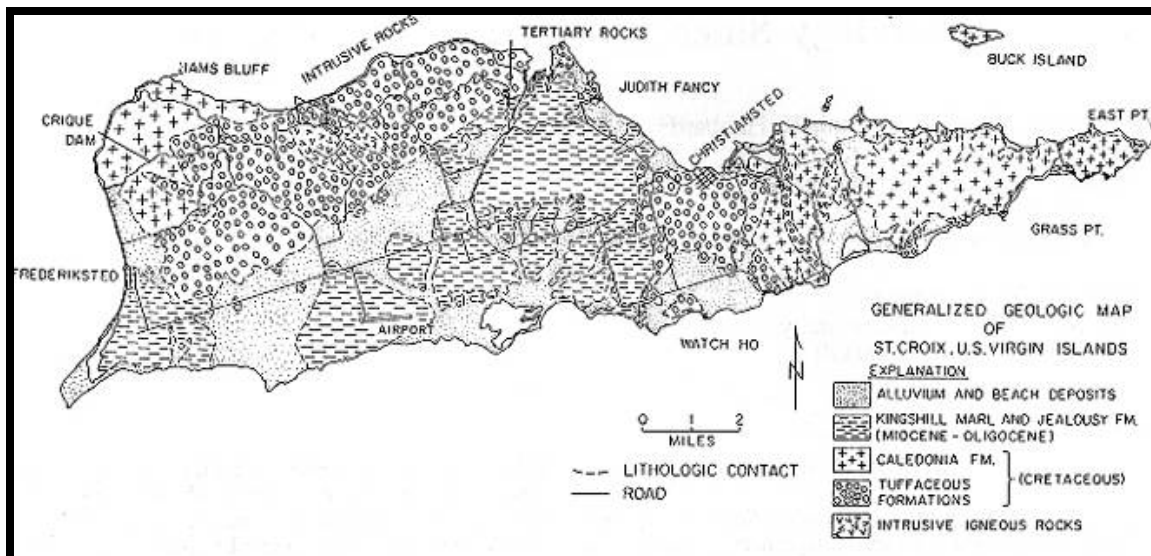 INTRUSIVE ROCKS
TERTIARY ROCKS
HAMS BLUFF
BUCK ISLAND
JUDITH FANCY
CRIQUE
DAM
CHRISTIANSTED
EAST PT.
GRASS PT.
FREDERIKSTED
AIRPORT
WATCH HO
GENERALIZED GEOLOGIC MAP
OF
ST. CROIX, U.S. VIRGIN ISLANDS
EXPLANATION
N
ALLUVIUM AND BEACH DEPOSITS
KINGSHILL MARL AND JEALOUSY FM.
(MIOCENE - OLIGOCENE)
0 1 2
MILES
CALEDONIA FM.
(CRETACEOUS)
TUFFACEOUS
FORMATIONS
LITHOLOGIC CONTACT
ROAD
INTRUSIVE IGNEOUS ROCKS